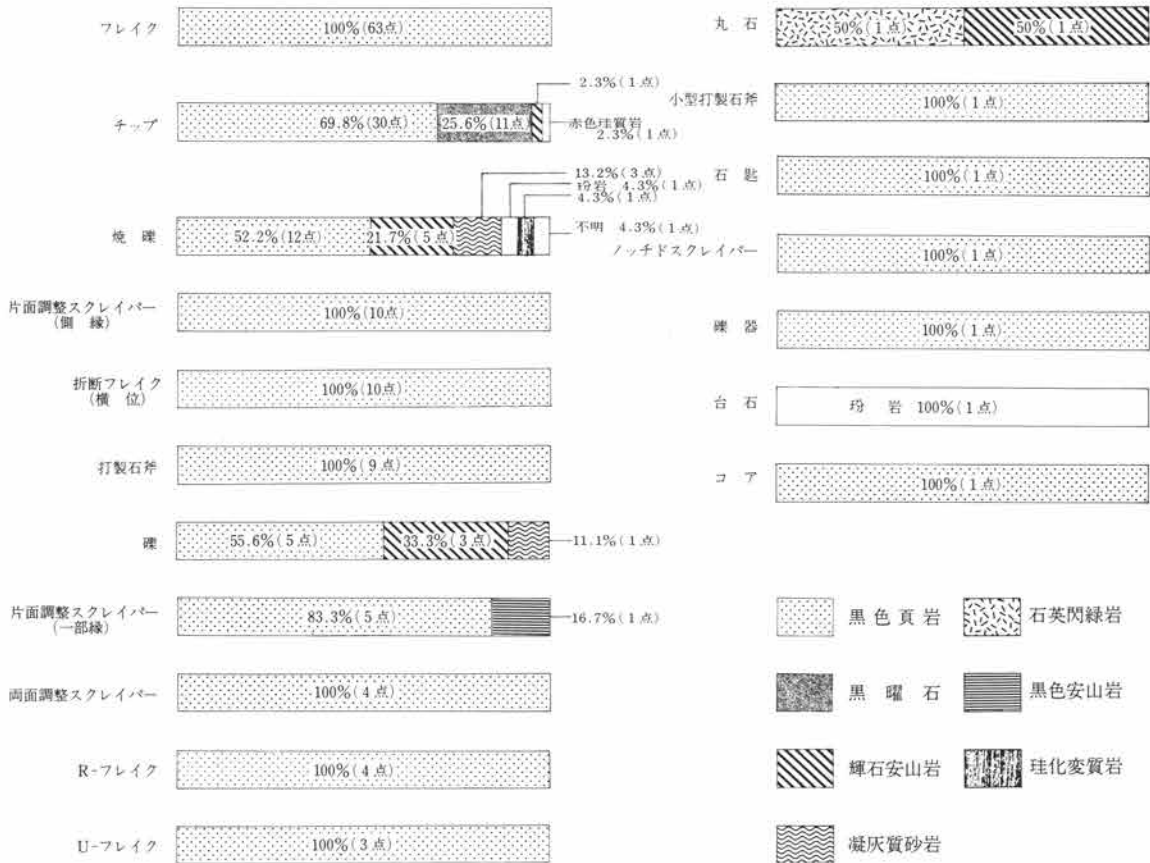 フレイク
100%(63点)
チップ
69.8%(30点)
25.6%(11点)
2.3%(1点)
赤色珪質岩
2.3%(1点)
焼礫
52.2%(12点)
21.7%(5点)
13.2%(3点)
玢岩 4.3%(1点)
4.3%(1点)
不明 4.3%(1点)
片面調整スクレイパー
(側縁)
100%(10点)
折断フレイク
(横位)
100%(10点)
打製石斧
100%(9点)
礫
55.6%(5点)
33.3%(3点)
11.1%(1点)
片面調整スクレイパー
(一部縁)
83.3%(5点)
16.7%(1点)
両面調整スクレイパー
100%(4点)
R-フレイク
100%(4点)
U-フレイク
100%(3点)
丸石
50%(1点)
50%(1点)
小型打製石斧
100%(1点)
石匙
100%(1点)
ノッチドスクレイパー
100%(1点)
礫器
100%(1点)
台石
玢岩 100%(1点)
コア
100%(1点)
黒色頁岩
石英閃緑岩
黒曜石
黒色安山岩
輝石安山岩
珪化変質岩
凝灰質砂岩